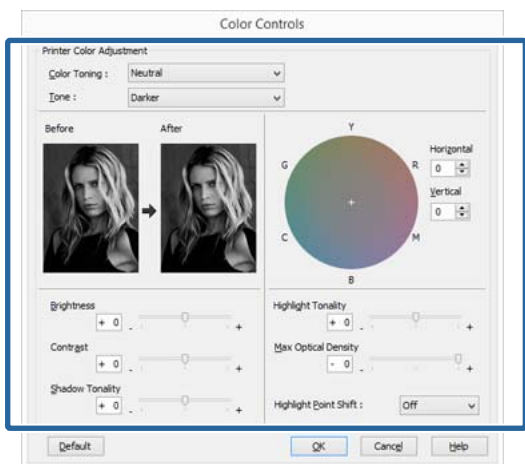 Color Controls
Printer Color Adjustment
Color Toning : Neutral
Tone : Darker
Before After
Y
G R
C M
B
Horizontal
0
Vertical
0
Brightness
+ 0 - +
Contrast
+ 0 - +
Shadow Tonality
+ 0 - +
Highlight Tonality
+ 0 - +
Max Optical Density
- 0 - +
Highlight Point Shift : Off
Default OK Cancel Help